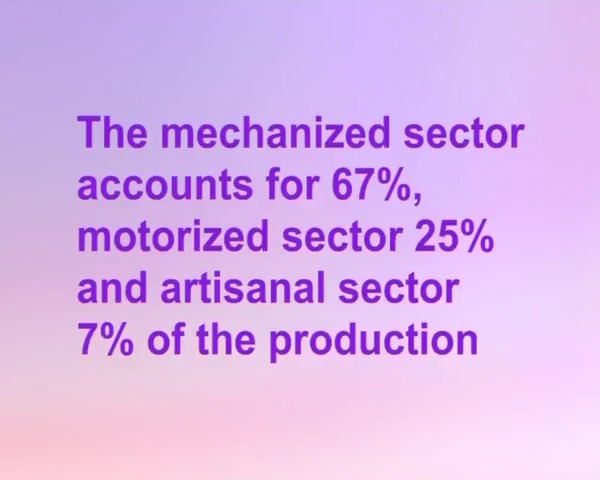 The mechanized sector
accounts for 67%,
motorized sector 25%
and artisanal sector
7% of the production